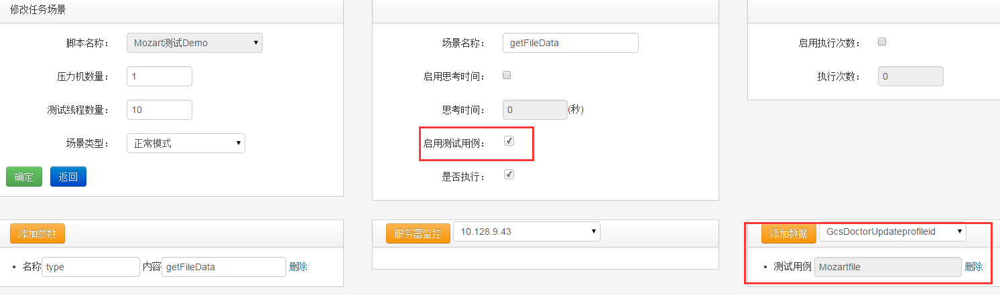 修改任务场景
脚本名称： Mozart测试Demo
压力机数量： 1
测试线程数量： 10
场景类型： 正常模式
确定 返回
场景名称： getFileData
启用思考时间：
思考时间： 0 (秒)
启用测试用例：
是否执行：
启用执行次数：
执行次数： 0
添加参数
• 名称 type 内容 getFileData 删除
服务器监控 10.128.9.43
添加数据 GcsDoctorUpdateprofileid
• 测试用例 Mozartfile 删除